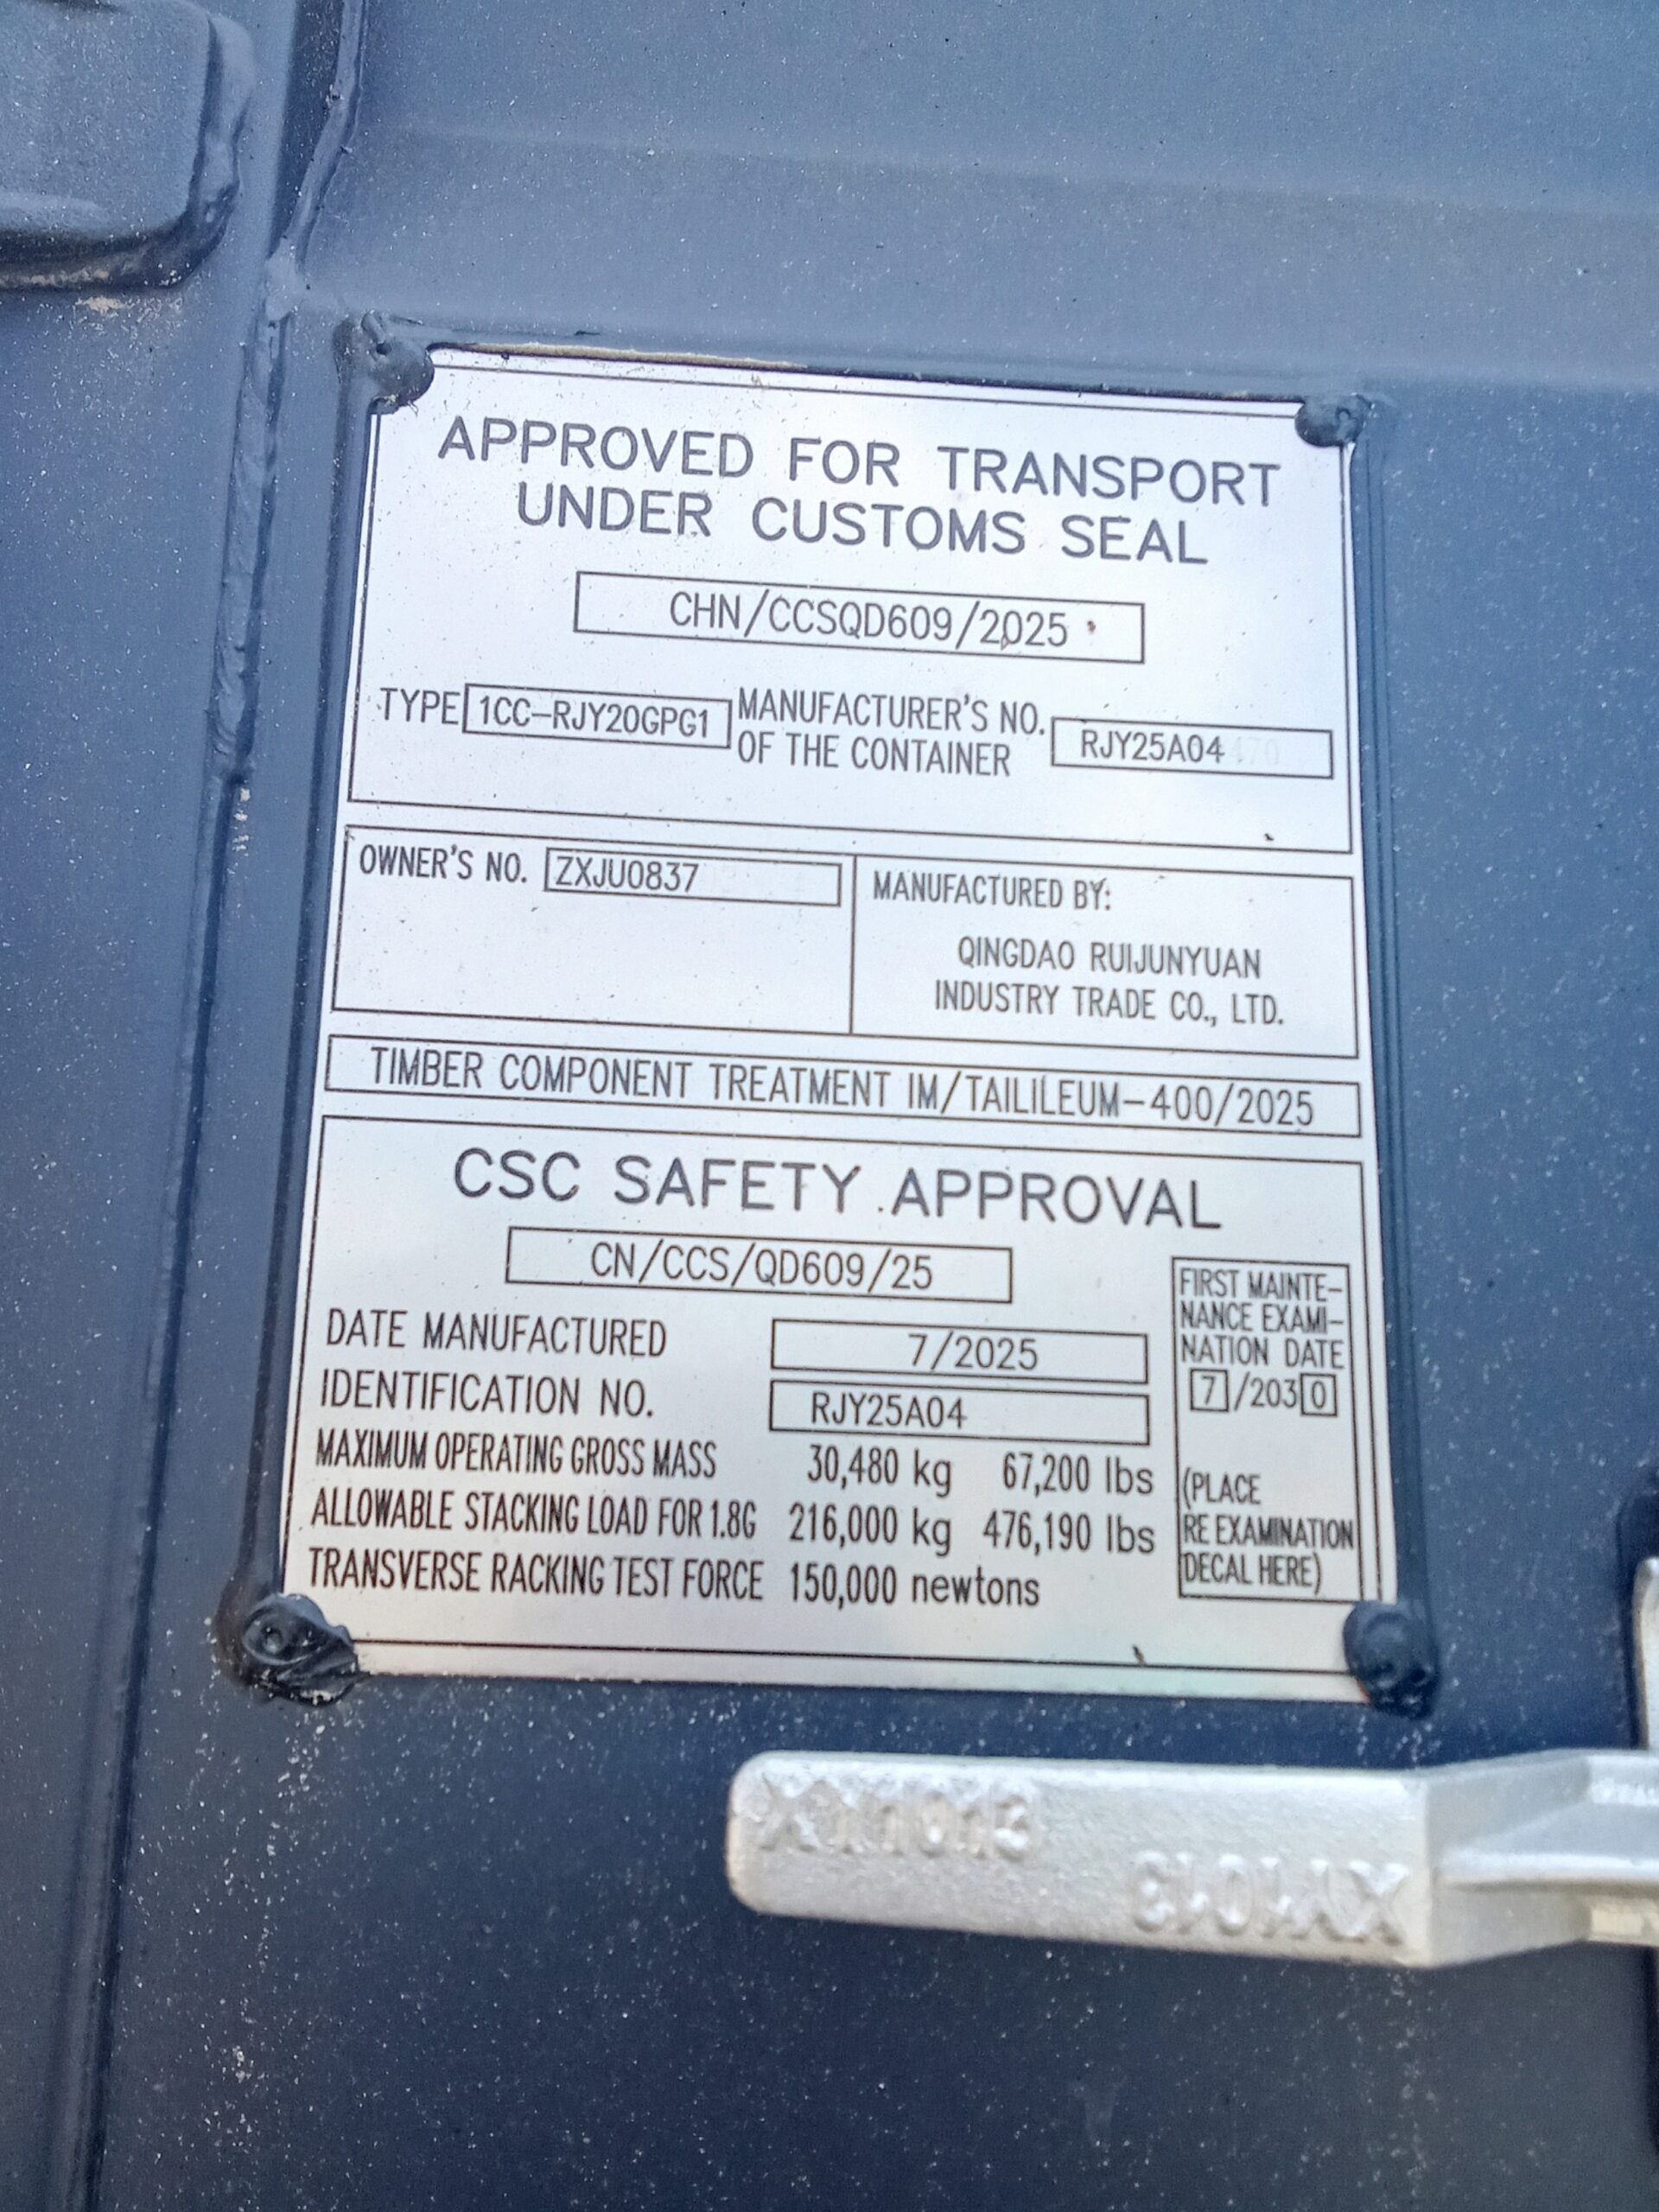 APPROVED FOR TRANSPORT
UNDER CUSTOMS SEAL
CHN/CCSQD609/2025
TYPE 1CC-RJY20GPG1
MANUFACTURER'S NO.
OF THE CONTAINER
RJY25A04
OWNER'S NO. ZXJU0837
MANUFACTURED BY:
QINGDAO RUIJUNYUAN
INDUSTRY TRADE CO., LTD.
TIMBER COMPONENT TREATMENT IM/TAILILEUM-400/2025
CSC SAFETY APPROVAL
CN/CCS/QD609/25
DATE MANUFACTURED 7/2025
IDENTIFICATION NO. RJY25A04
MAXIMUM OPERATING GROSS MASS 30,480 kg 67,200 lbs
ALLOWABLE STACKING LOAD FOR 1.8G 216,000 kg 476,190 lbs
TRANSVERSE RACKING TEST FORCE 150,000 newtons
FIRST MAINTE-
NANCE EXAMI-
NATION DATE
7/2030
(PLACE
RE EXAMINATION
DECAL HERE)